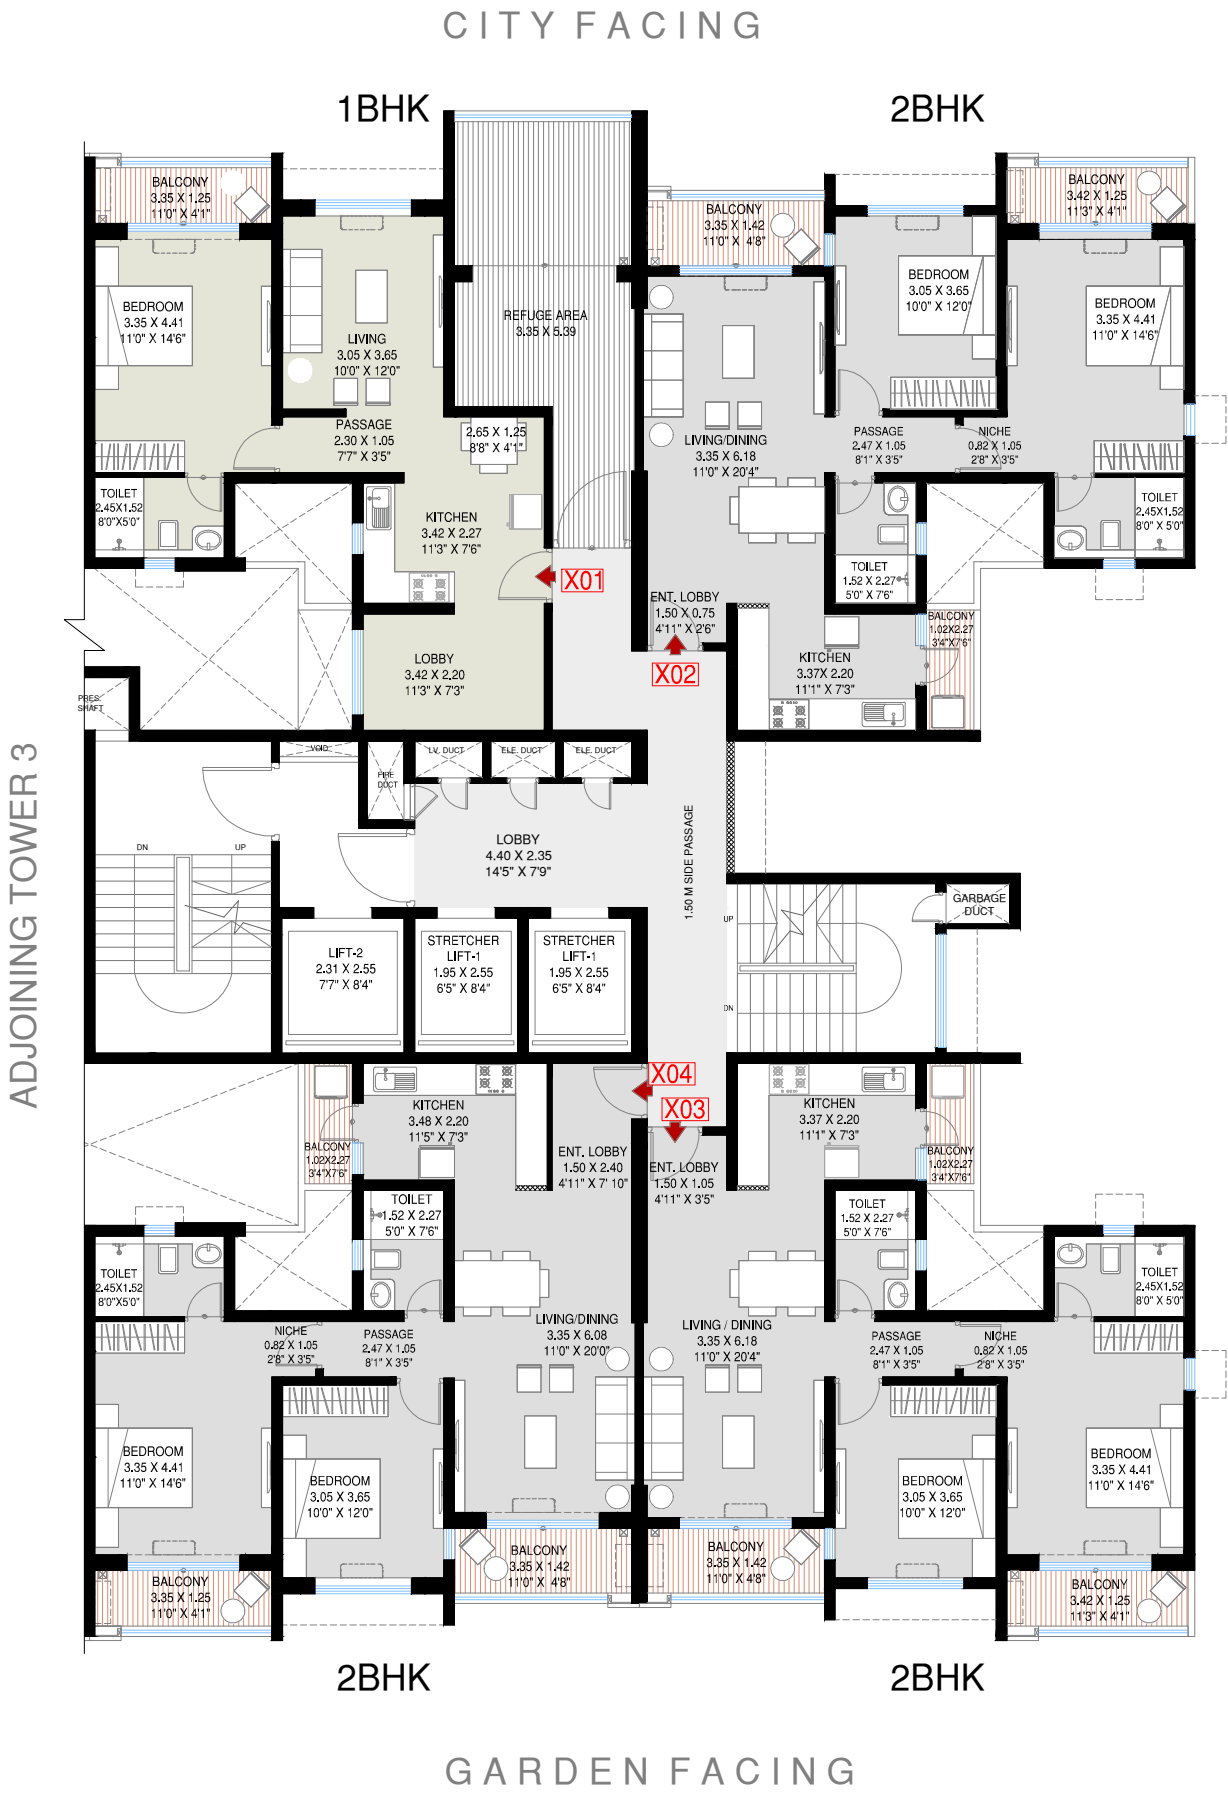 CITY FACING
1BHK
2BHK
BALCONY
3.35 X 1.25
11'0" X 4'1"
BEDROOM
3.35 X 4.41
11'0" X 14'6"
LIVING
3.05 X 3.65
10'0" X 12'0"
PASSAGE
2.30 X 1.05
7'7" X 3'5"
2.65 X 1.25
8'8" X 4'1"
TOILET
2.45X1.52
8'0"X5'0"
KITCHEN
3.42 X 2.27
11'3" X 7'6"
X01
LOBBY
3.42 X 2.20
11'3" X 7'3"
REFUGE AREA
3.35 X 5.39
BALCONY
3.35 X 1.42
11'0" X 4'8"
BALCONY
3.42 X 1.25
11'3" X 4'1"
BEDROOM
3.05 X 3.65
10'0" X 12'0"
BEDROOM
3.35 X 4.41
11'0" X 14'6"
LIVING/DINING
3.35 X 6.18
11'0" X 20'4"
PASSAGE
2.47 X 1.05
8'1" X 3'5"
NICHE
0.82 X 1.05
2'8" X 3'5"
TOILET
2.45X1.52
8'0" X 5'0"
TOILET
1.52 X 2.27
5'0" X 7'6"
ENT. LOBBY
1.50 X 0.75
4'11" X 2'6"
X02
BALCONY
1.02X2.27
3'4"X7'6"
KITCHEN
3.37X 2.20
11'1" X 7'3"
PRES.
SHAFT
VOID
FIRE
DUCT
LV. DUCT
ELE. DUCT
ELE. DUCT
ADJOINING TOWER 3
DN
UP
LOBBY
4.40 X 2.35
14'5" X 7'9"
1.50 M SIDE PASSAGE
GARBAGE
DUCT
UP
DN
LIFT-2
2.31 X 2.55
7'7" X 8'4"
STRETCHER
LIFT-1
1.95 X 2.55
6'5" X 8'4"
STRETCHER
LIFT-1
1.95 X 2.55
6'5" X 8'4"
X04
X03
KITCHEN
3.48 X 2.20
11'5" X 7'3"
BALCONY
1.02X2.27
3'4"X7'6"
ENT. LOBBY
1.50 X 2.40
4'11" X 7' 10"
ENT. LOBBY
1.50 X 1.05
4'11" X 3'5"
KITCHEN
3.37 X 2.20
11'1" X 7'3"
BALCONY
1.02X2.27
3'4"X7'6"
TOILET
1.52 X 2.27
5'0" X 7'6"
TOILET
1.52 X 2.27
5'0" X 7'6"
TOILET
2.45X1.52
8'0"X5'0"
TOILET
2.45X1.52
8'0" X 5'0"
NICHE
0.82 X 1.05
2'8" X 3'5"
PASSAGE
2.47 X 1.05
8'1" X 3'5"
LIVING/DINING
3.35 X 6.08
11'0" X 20'0"
LIVING / DINING
3.35 X 6.18
11'0" X 20'4"
PASSAGE
2.47 X 1.05
8'1" X 3'5"
NICHE
0.82 X 1.05
2'8" X 3'5"
BEDROOM
3.35 X 4.41
11'0" X 14'6"
BEDROOM
3.05 X 3.65
10'0" X 12'0"
BEDROOM
3.05 X 3.65
10'0" X 12'0"
BEDROOM
3.35 X 4.41
11'0" X 14'6"
BALCONY
3.35 X 1.25
11'0" X 4'1"
BALCONY
3.35 X 1.42
11'0" X 4'8"
BALCONY
3.35 X 1.42
11'0" X 4'8"
BALCONY
3.42 X 1.25
11'3" X 4'1"
2BHK
2BHK
GARDEN FACING